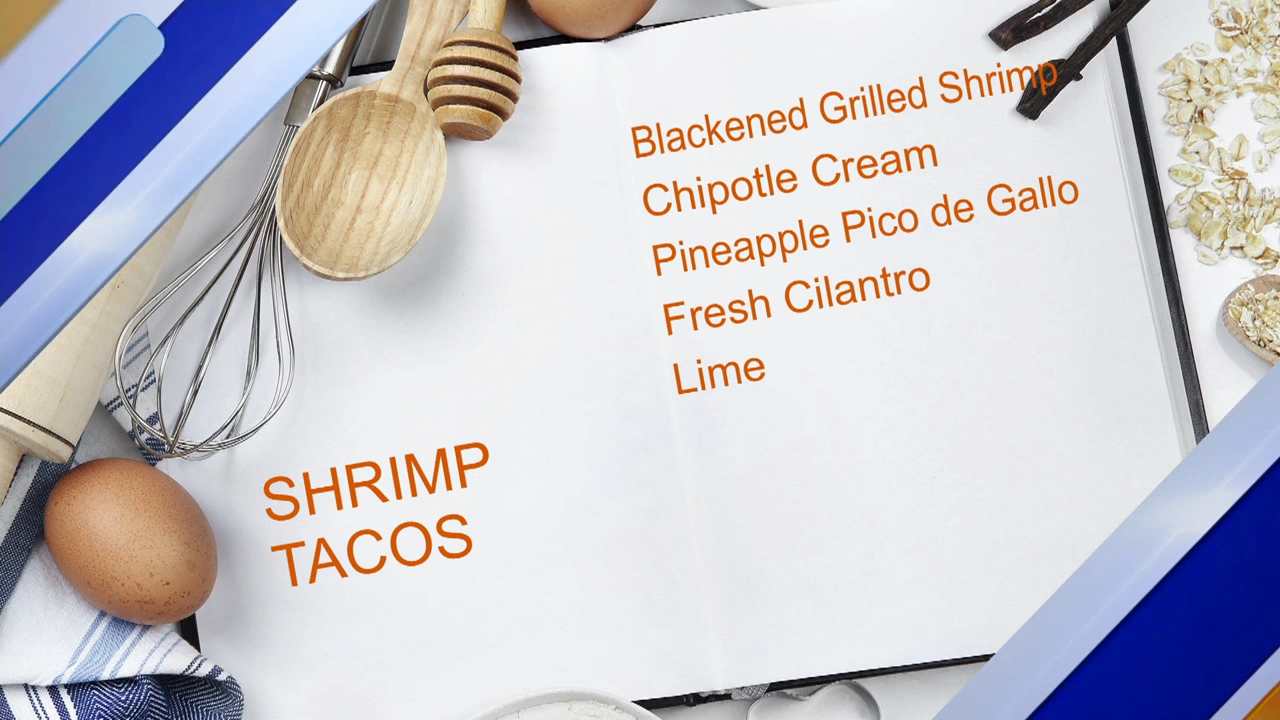 SHRIMP
TACOS
Blackened Grilled Shrimp
Chipotle Cream
Pineapple Pico de Gallo
Fresh Cilantro
Lime